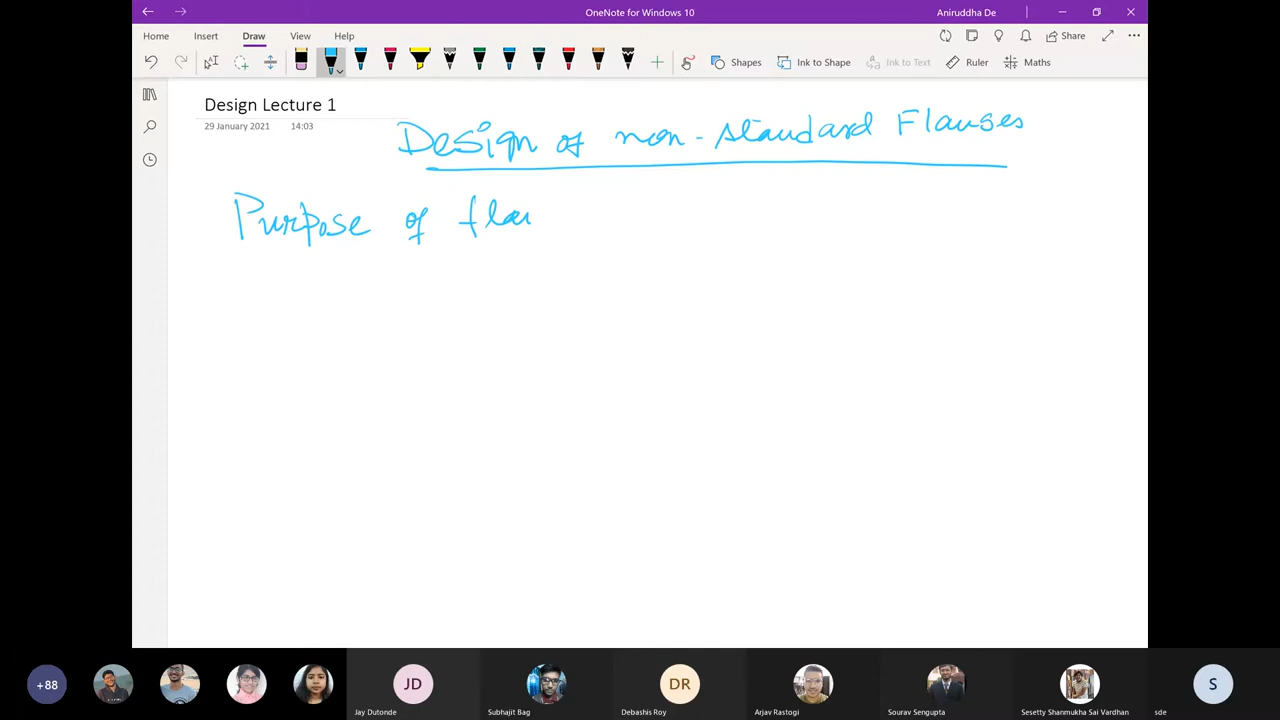 OneNote for Windows 10
Aniruddha De
Home Insert Draw View Help
Share
Shapes Ink to Shape Ink to Text Ruler Maths
Design Lecture 1
29 January 2021 14:03
Design of non-standard Flanges
Purpose of flan
+88
JD
DR
S
Jay Dutonde
Subhajit Bag
Debashis Roy
Arjav Rastogi
Sourav Sengupta
Sesetty Shanmukha Sai Vardhan
sde